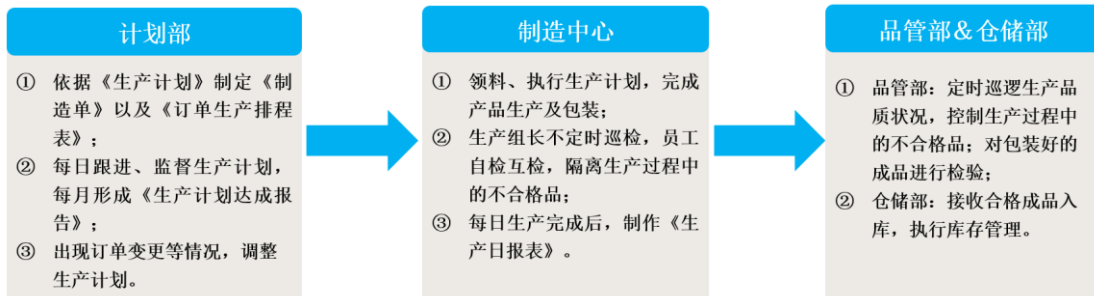 计划部
① 依据《生产计划》制定《制
造单》以及《订单生产排程
表》；
② 每日跟进、监督生产计划，
每月形成《生产计划达成报
告》；
③ 出现订单变更等情况，调整
生产计划。
制造中心
① 领料、执行生产计划，完成
产品生产及包装；
② 生产组长不定时巡检，员工
自检互检，隔离生产过程中
的不合格品；
③ 每日生产完成后，制作《生
产日报表》。
品管部＆仓储部
① 品管部：定时巡逻生产品
质状况，控制生产过程中
的不合格品；对包装好的
成品进行检验；
② 仓储部：接收合格成品入
库，执行库存管理。